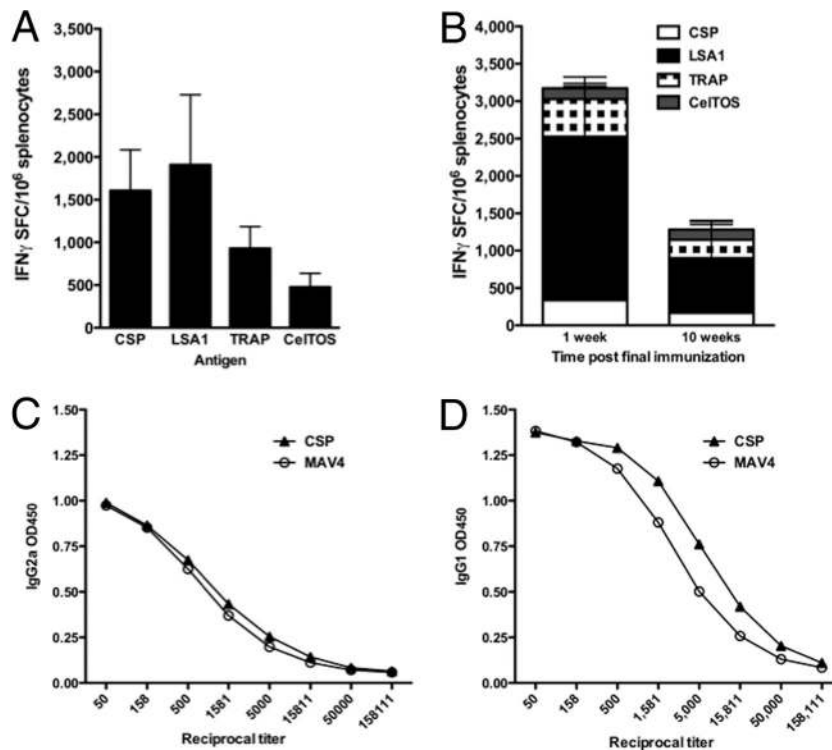 A
IFNγ SFC/10⁶ splenocytes
3,500
3,000
2,500
2,000
1,500
1,000
500
0
CSP LSA1 TRAP CelTOS
Antigen
B
IFNγ SFC/10⁶ splenocytes
4,000
3,500
3,000
2,500
2,000
1,500
1,000
500
0
CSP
LSA1
TRAP
CelTOS
1 week 10 weeks
Time post final immunization
C
IgG2a OD450
1.50
1.25
1.00
0.75
0.50
0.25
0.00
CSP
MAV4
50 158 500 1581 5000 15811 50000 158111
Reciprocal titer
D
IgG1 OD450
1.50
1.25
1.00
0.75
0.50
0.25
0.00
CSP
MAV4
50 158 500 1,581 5,000 15,811 50,000 158,111
Reciprocal titer